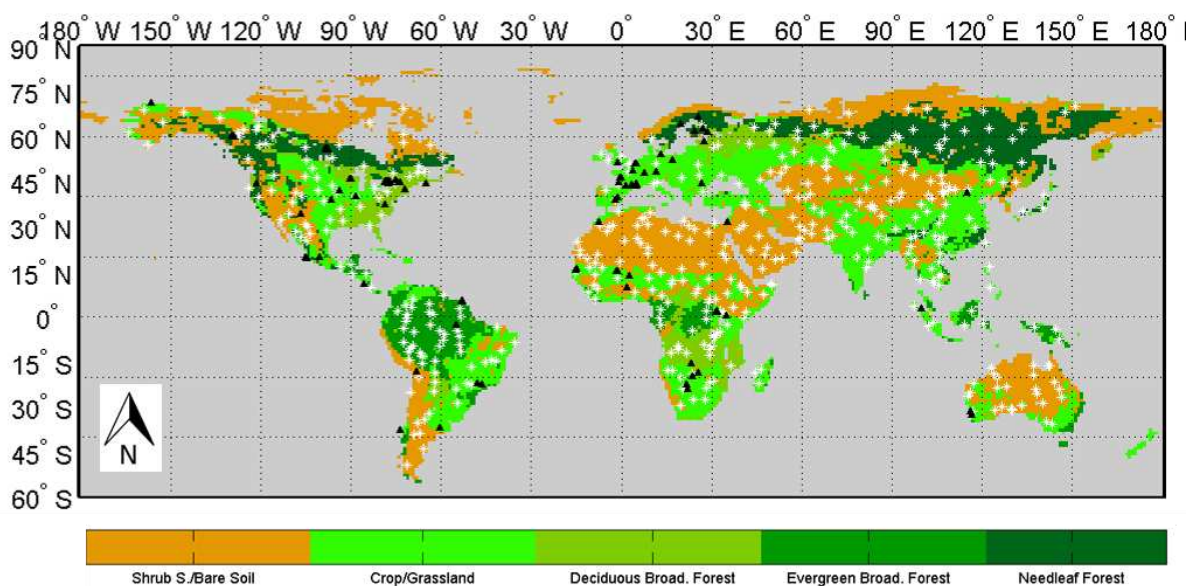 180° W 150° W 120° W 90° W 60° W 30° W 0° 30° E 60° E 90° E 120° E 150° E 180° E
90° N
75° N
60° N
45° N
30° N
15° N
0°
15° S
30° S
45° S
60° S
N
Shrub S./Bare Soil Crop/Grassland Deciduous Broad. Forest Evergreen Broad. Forest Needleaf Forest